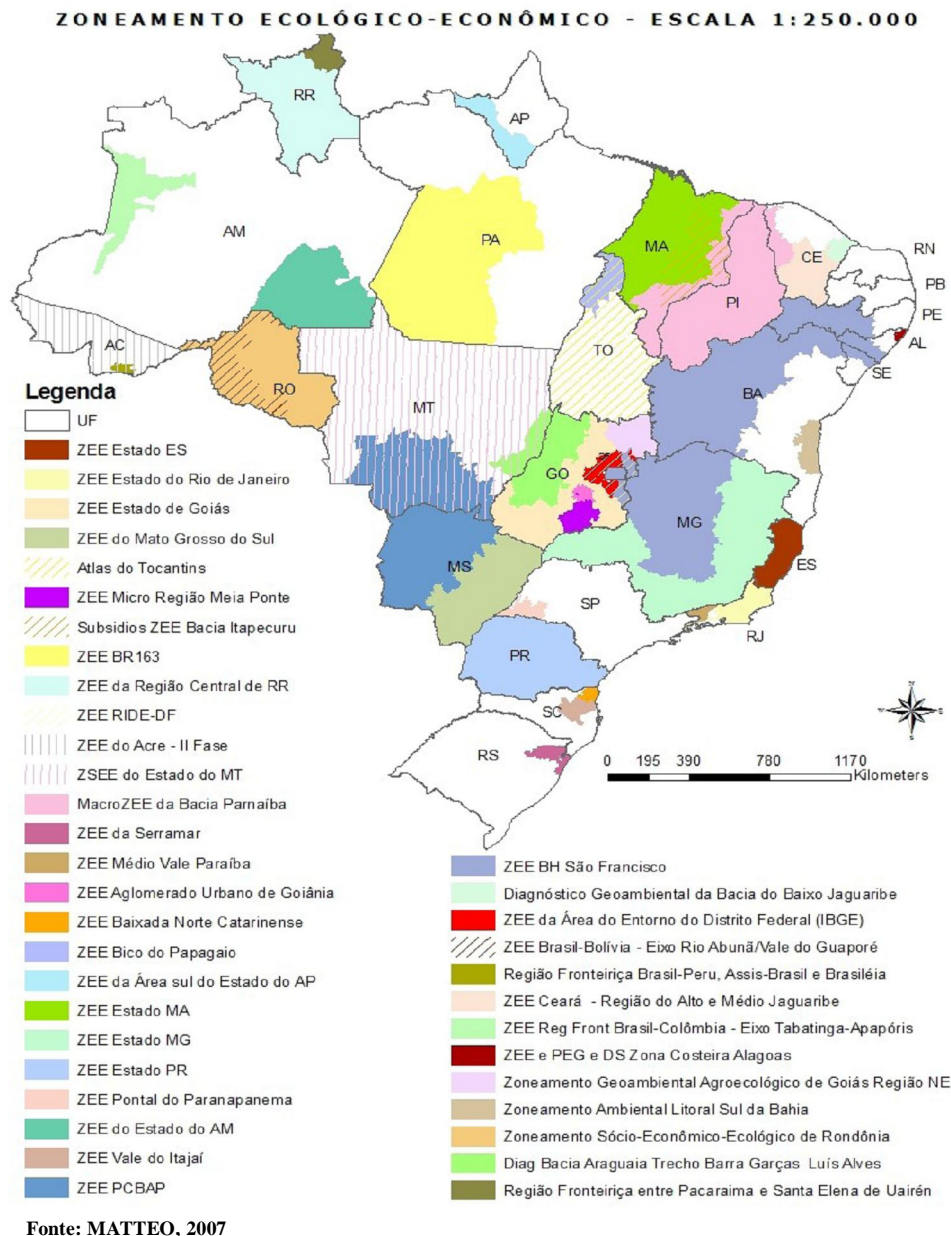 ZONEAMENTO ECOLÓGICO-ECONÔMICO - ESCALA 1:250.000
RR
AP
AM
PA
MA
CE
RN
PB
PE
PI
AL
SE
AC
TO
BA
RO
MT
GO
MG
ES
MS
SP
RJ
PR
SC
RS
0 195 390 780 1170
Kilometers
Legenda
UF
ZEE Estado ES
ZEE Estado do Rio de Janeiro
ZEE Estado de Goiás
ZEE do Mato Grosso do Sul
Atlas do Tocantins
ZEE Micro Região Meia Ponte
Subsidios ZEE Bacia Itapecuru
ZEE BR163
ZEE da Região Central de RR
ZEE RIDE-DF
ZEE do Acre - II Fase
ZSEE do Estado do MT
MacroZEE da Bacia Parnaíba
ZEE da Serramar
ZEE Médio Vale Paraíba
ZEE Aglomerado Urbano de Goiânia
ZEE Baixada Norte Catarinense
ZEE Bico do Papagaio
ZEE da Área sul do Estado do AP
ZEE Estado MA
ZEE Estado MG
ZEE Estado PR
ZEE Pontal do Paranapanema
ZEE do Estado do AM
ZEE Vale do Itajaí
ZEE PCBAP
ZEE BH São Francisco
Diagnóstico Geoambiental da Bacia do Baixo Jaguaribe
ZEE da Área do Entorno do Distrito Federal (IBGE)
ZEE Brasil-Bolívia - Eixo Rio Abunã/Vale do Guaporé
Região Fronteiriça Brasil-Peru, Assis-Brasil e Brasiléia
ZEE Ceará - Região do Alto e Médio Jaguaribe
ZEE Reg Front Brasil-Colômbia - Eixo Tabatinga-Apapóris
ZEE e PEG e DS Zona Costeira Alagoas
Zoneamento Geoambiental Agroecológico de Goiás Região NE
Zoneamento Ambiental Litoral Sul da Bahia
Zoneamento Sócio-Econômico-Ecológico de Rondônia
Diag Bacia Araguaia Trecho Barra Garças Luís Alves
Região Fronteiriça entre Pacaraima e Santa Elena de Uairén
Fonte: MATTEO, 2007